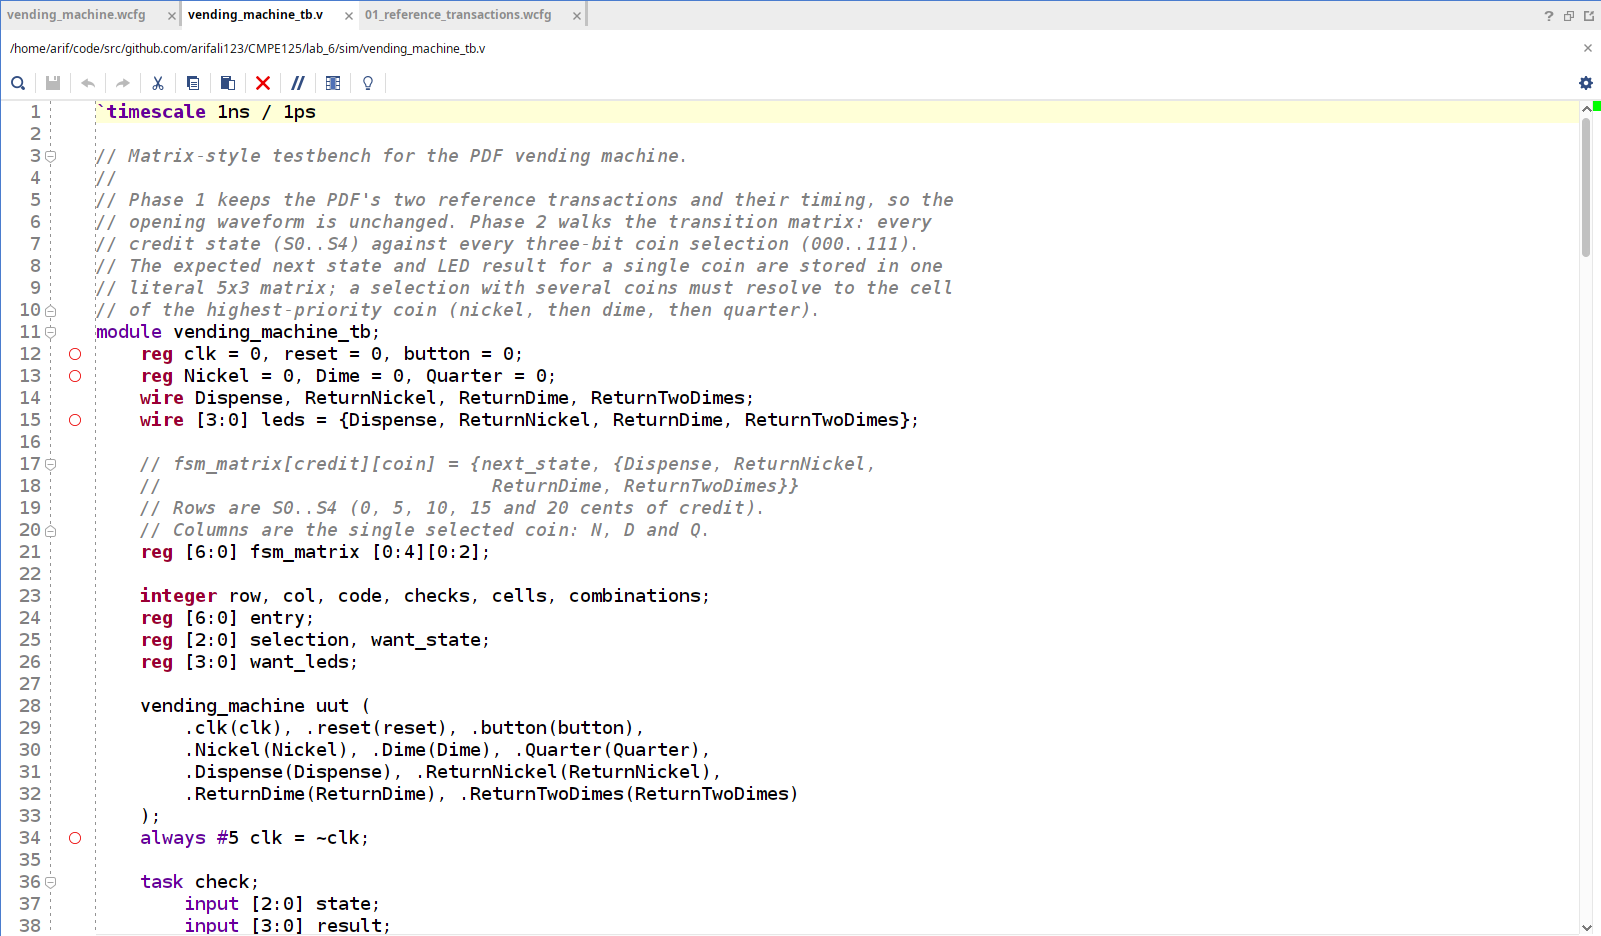 vending_machine.wcfg × vending_machine_tb.v × 01_reference_transactions.wcfg ×
/home/arif/code/src/github.com/arifali123/CMPE125/lab_6/sim/vending_machine_tb.v
1 `timescale 1ns / 1ps
2
3 // Matrix-style testbench for the PDF vending machine.
4 //
5 // Phase 1 keeps the PDF's two reference transactions and their timing, so the
6 // opening waveform is unchanged. Phase 2 walks the transition matrix: every
7 // credit state (S0..S4) against every three-bit coin selection (000..111).
8 // The expected next state and LED result for a single coin are stored in one
9 // literal 5x3 matrix; a selection with several coins must resolve to the cell
10 // of the highest-priority coin (nickel, then dime, then quarter).
11 module vending_machine_tb;
12     reg clk = 0, reset = 0, button = 0;
13     reg Nickel = 0, Dime = 0, Quarter = 0;
14     wire Dispense, ReturnNickel, ReturnDime, ReturnTwoDimes;
15     wire [3:0] leds = {Dispense, ReturnNickel, ReturnDime, ReturnTwoDimes};
16
17     // fsm_matrix[credit][coin] = {next_state, {Dispense, ReturnNickel,
18     //                              ReturnDime, ReturnTwoDimes}}
19     // Rows are S0..S4 (0, 5, 10, 15 and 20 cents of credit).
20     // Columns are the single selected coin: N, D and Q.
21     reg [6:0] fsm_matrix [0:4][0:2];
22
23     integer row, col, code, checks, cells, combinations;
24     reg [6:0] entry;
25     reg [2:0] selection, want_state;
26     reg [3:0] want_leds;
27
28     vending_machine uut (
29         .clk(clk), .reset(reset), .button(button),
30         .Nickel(Nickel), .Dime(Dime), .Quarter(Quarter),
31         .Dispense(Dispense), .ReturnNickel(ReturnNickel),
32         .ReturnDime(ReturnDime), .ReturnTwoDimes(ReturnTwoDimes)
33     );
34     always #5 clk = ~clk;
35
36     task check;
37         input [2:0] state;
38         input [3:0] result;